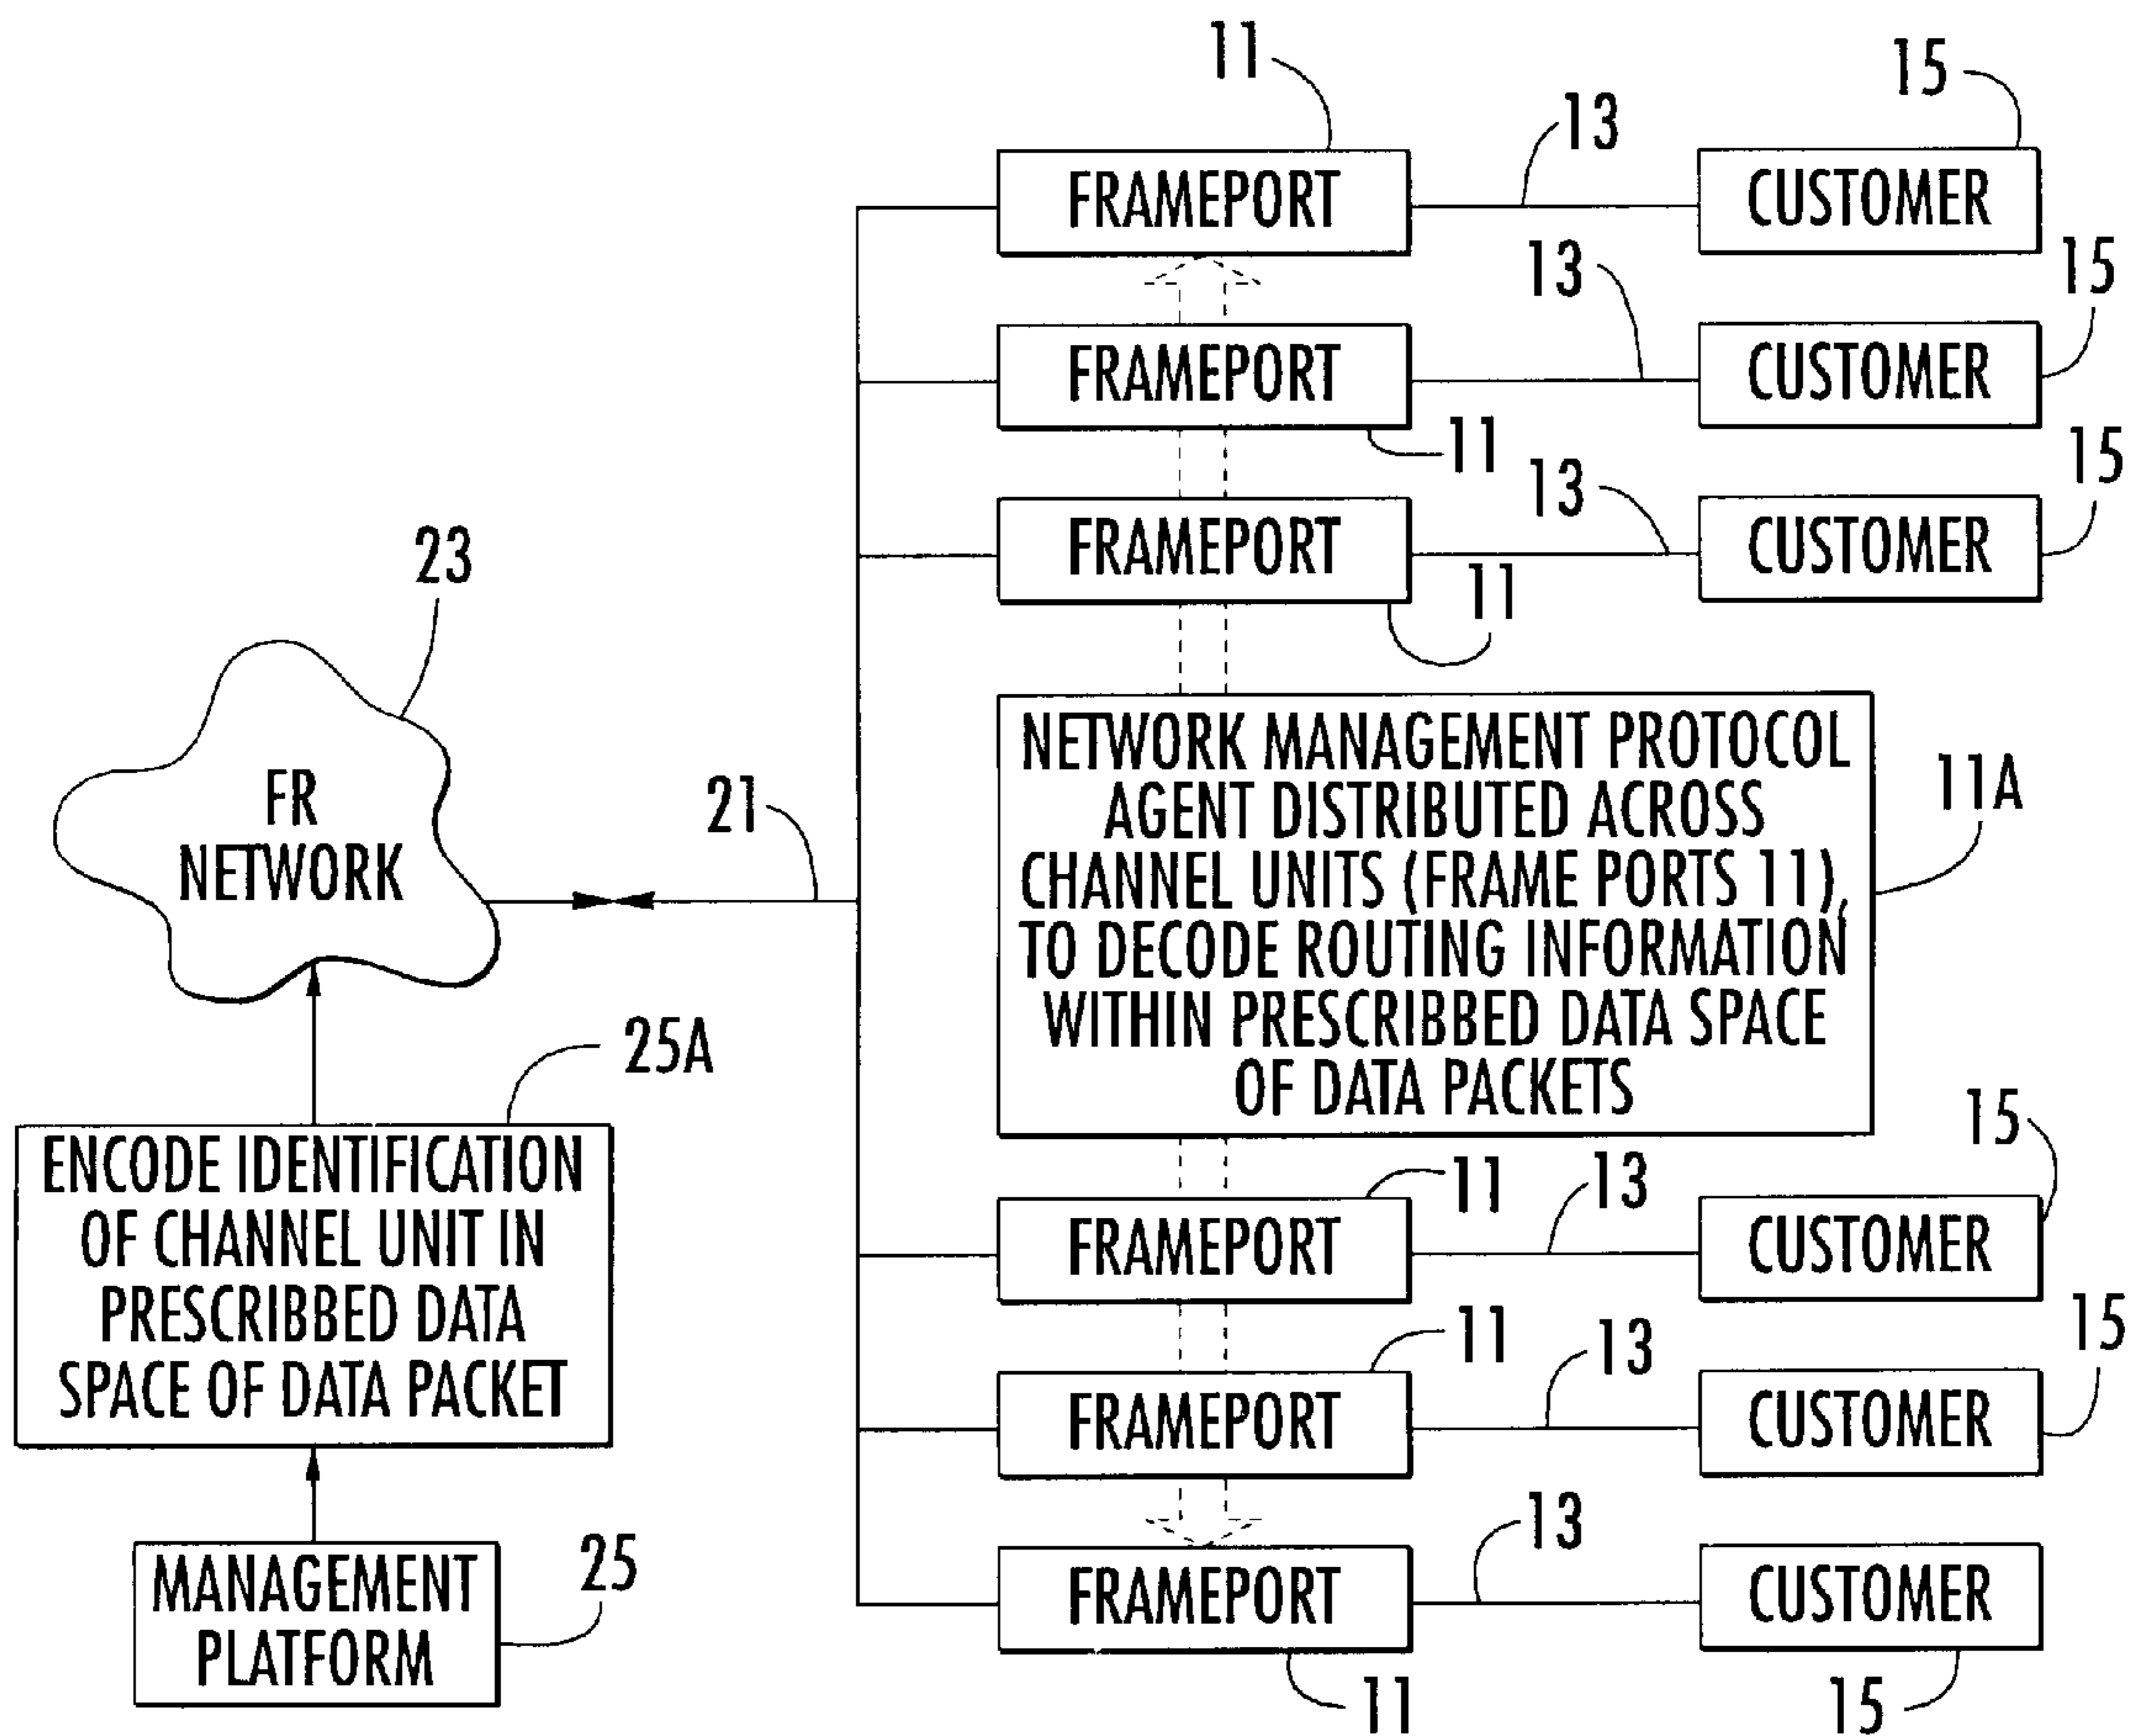 11
15
13
FRAMEPORT
CUSTOMER
13
15
FRAMEPORT
CUSTOMER
11
13
15
FRAMEPORT
CUSTOMER
11
23
FR
NETWORK
21
NETWORK MANAGEMENT PROTOCOL
AGENT DISTRIBUTED ACROSS
CHANNEL UNITS (FRAME PORTS 11),
TO DECODE ROUTING INFORMATION
WITHIN PRESCRIBBED DATA SPACE
OF DATA PACKETS
11A
25A
ENCODE IDENTIFICATION
OF CHANNEL UNIT IN
PRESCRIBBED DATA
SPACE OF DATA PACKET
11
13
15
FRAMEPORT
CUSTOMER
11
13
15
FRAMEPORT
CUSTOMER
13
FRAMEPORT
CUSTOMER
11
15
MANAGEMENT
PLATFORM
25